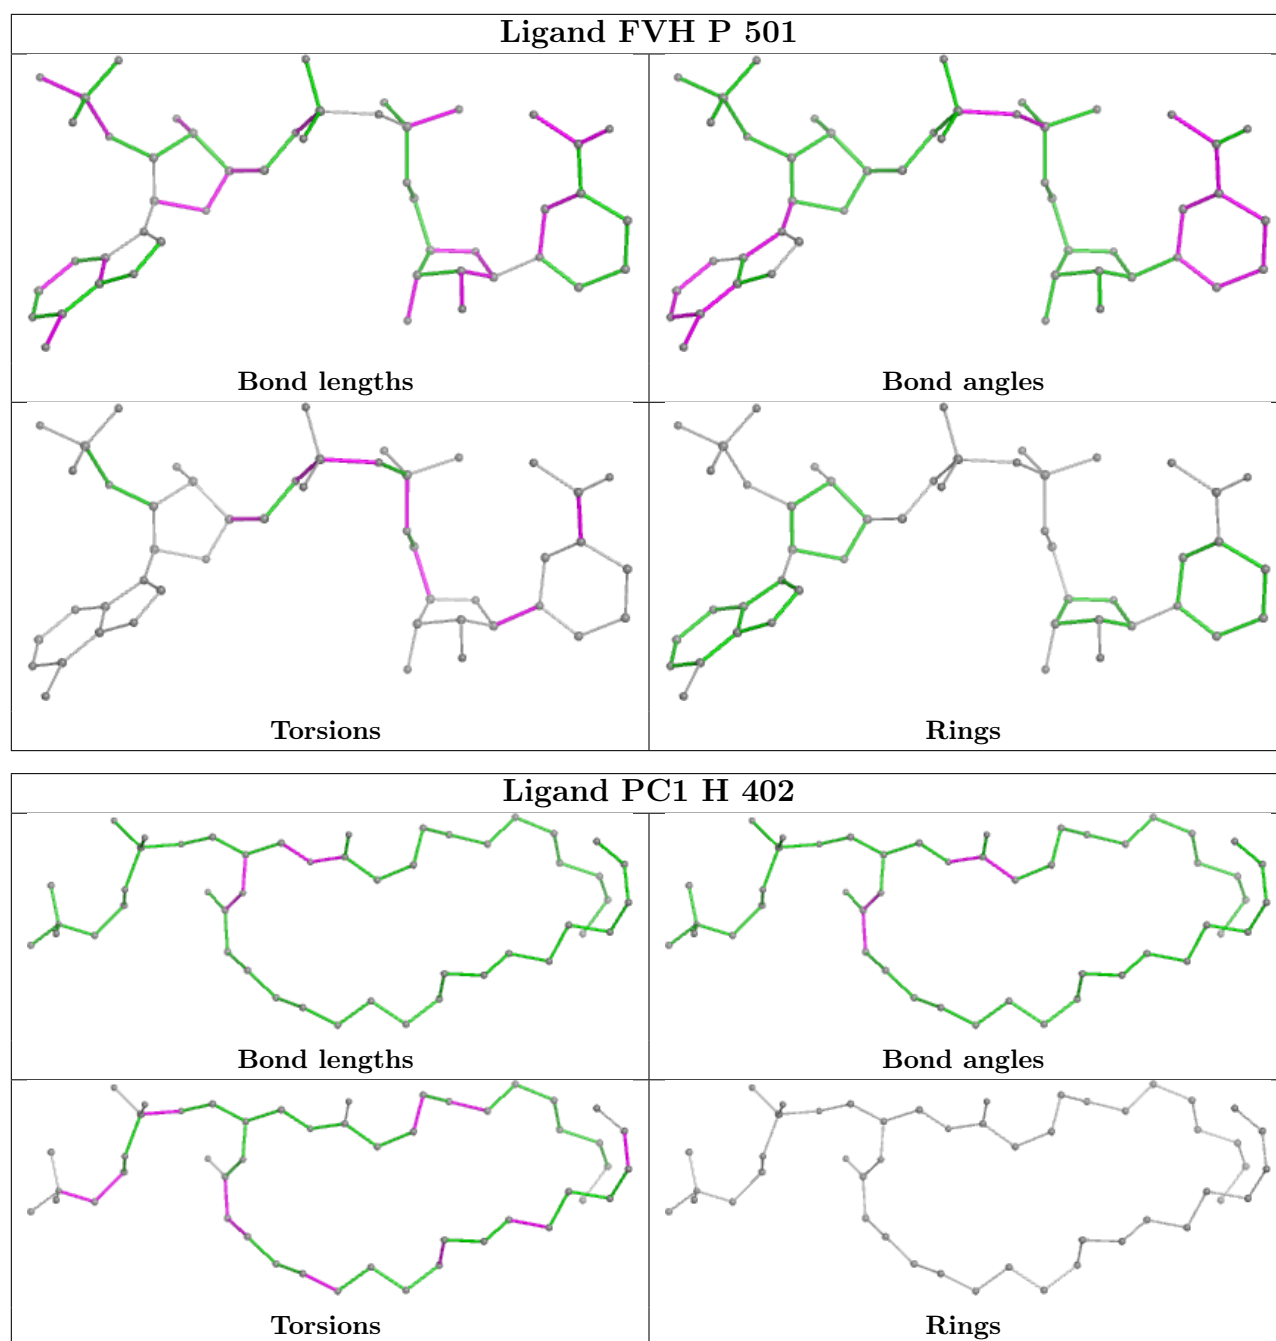 Ligand FVH P 501
Bond lengths
Bond angles
Torsions
Rings
Ligand PC1 H 402
Bond lengths
Bond angles
Torsions
Rings